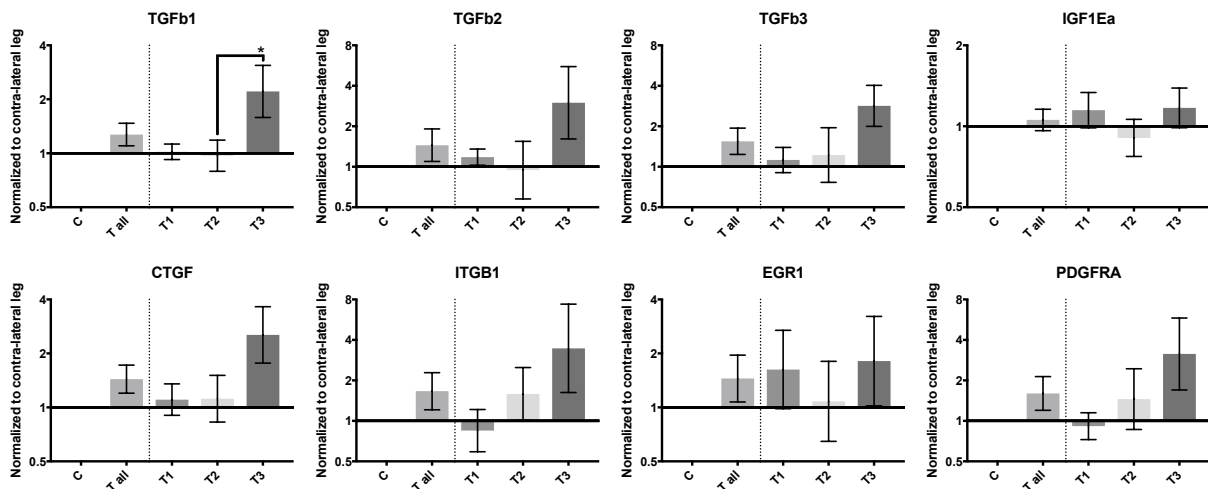 TGFb1
Normalized to contra-lateral leg
4
2
1
0.5
C
T all
T1
T2
T3
*
TGFb2
Normalized to contra-lateral leg
8
4
2
1
0.5
C
T all
T1
T2
T3
TGFb3
Normalized to contra-lateral leg
8
4
2
1
0.5
C
T all
T1
T2
T3
IGF1Ea
Normalized to contra-lateral leg
2
1
0.5
C
T all
T1
T2
T3
CTGF
Normalized to contra-lateral leg
4
2
1
0.5
C
T all
T1
T2
T3
ITGB1
Normalized to contra-lateral leg
8
4
2
1
0.5
C
T all
T1
T2
T3
EGR1
Normalized to contra-lateral leg
4
2
1
0.5
C
T all
T1
T2
T3
PDGFRA
Normalized to contra-lateral leg
8
4
2
1
0.5
C
T all
T1
T2
T3